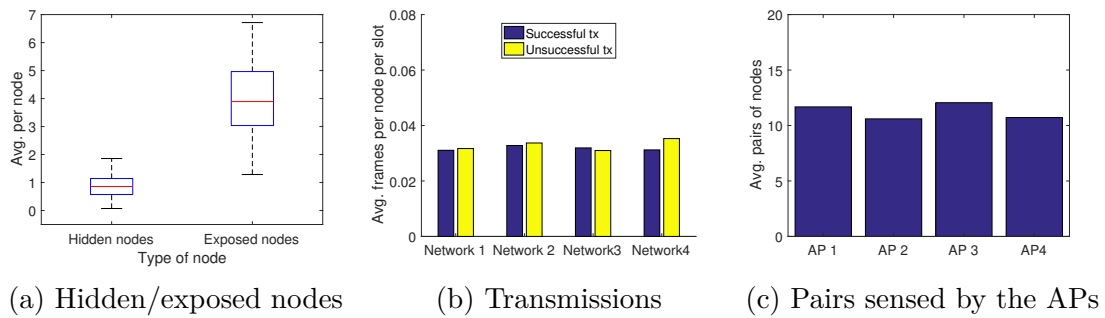 7
6
5
4
3
2
1
0
Avg. per node
Hidden nodes Exposed nodes
Type of node
(a) Hidden/exposed nodes
0.08
0.06
0.04
0.02
0
Avg. frames per node per slot
Successful tx
Unsuccessful tx
Network 1 Network 2 Network3 Network4
(b) Transmissions
20
15
10
5
0
Avg. pairs of nodes
AP 1 AP 2 AP 3 AP4
(c) Pairs sensed by the APs